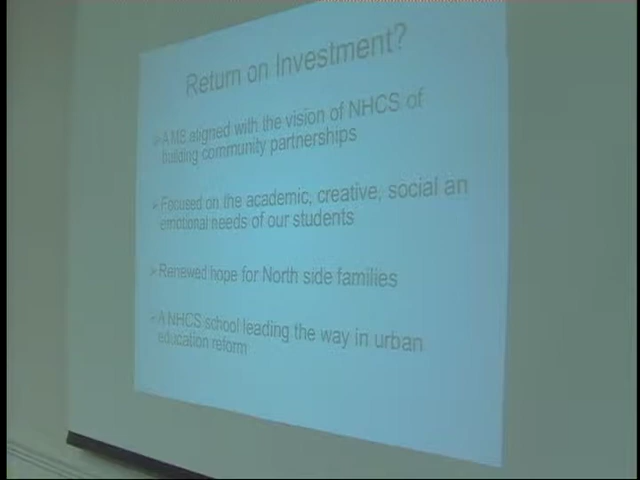 Return on Investment?
➢ A MS aligned with the vision of NHCS of
building community partnerships
➢ Focused on the academic, creative, social an
emotional needs of our students
➢ Renewed hope for North side families
➢ A NHCS school leading the way in urban
education reform